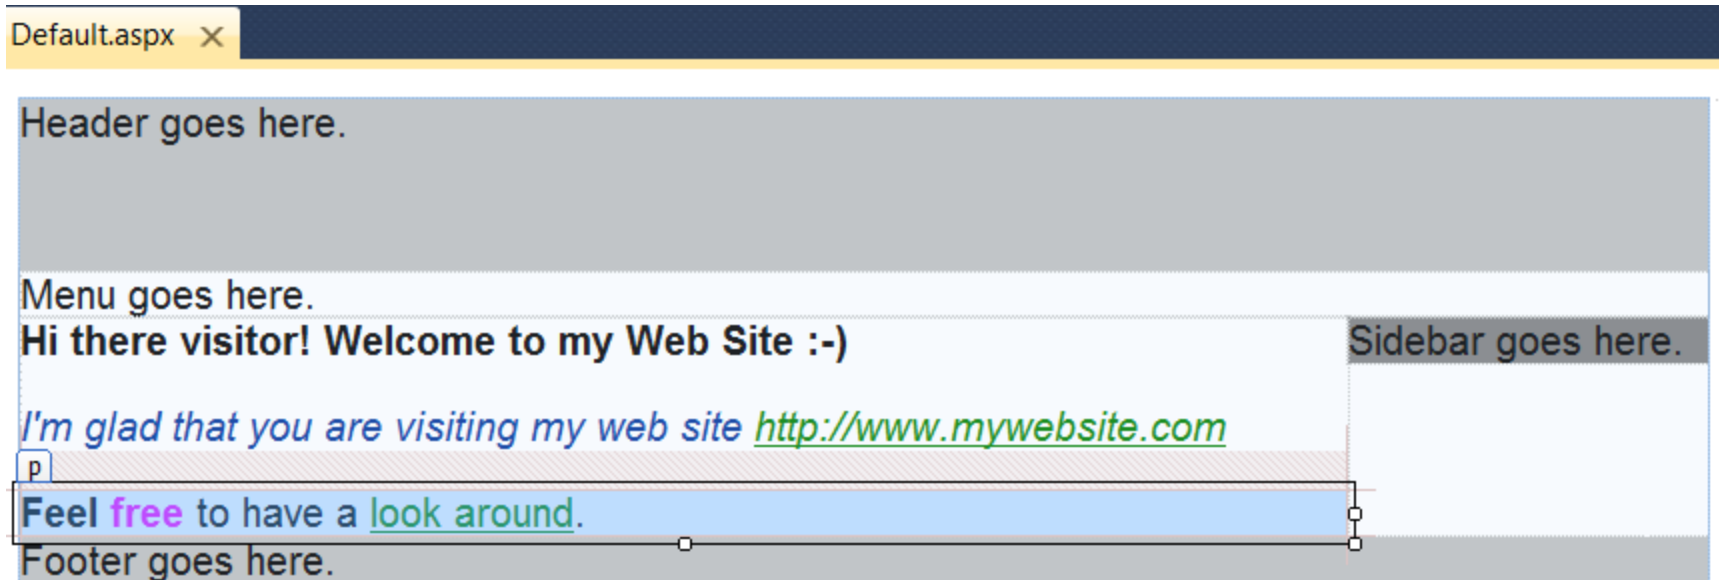 Default.aspx
Header goes here.
Menu goes here.
Hi there visitor! Welcome to my Web Site :-)
Sidebar goes here.
I'm glad that you are visiting my web site http://www.mywebsite.com
p
Feel free to have a look around.
Footer goes here.